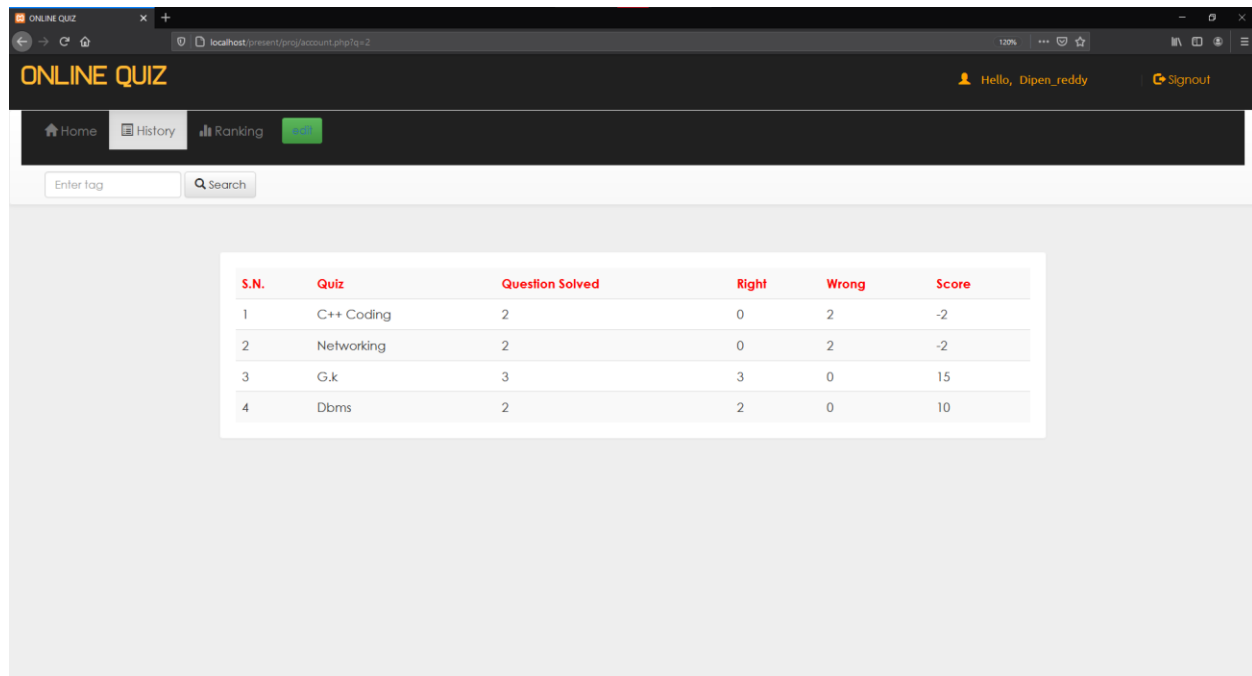 ONLINE QUIZ
localhost/present/proj/account.php?q=2 120%
ONLINE QUIZ Hello, Dipen_reddy Signout
Home History Ranking edit
Enter tag Search
S.N. Quiz Question Solved Right Wrong Score
1 C++ Coding 2 0 2 -2
2 Networking 2 0 2 -2
3 G.k 3 3 0 15
4 Dbms 2 2 0 10